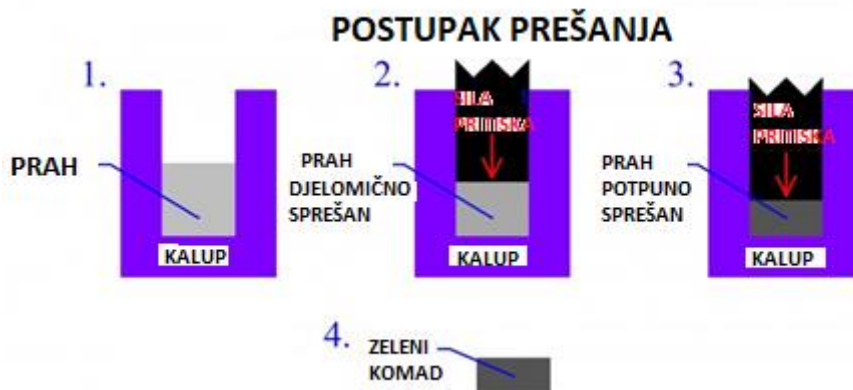 POSTUPAK PREŠANJA
1.
PRAH
KALUP
2.
SILA
PRITISKA
PRAH
DJELOMIČNO
SPREŠAN
KALUP
3.
SILA
PRITISKA
PRAH
POTPUNO
SPREŠAN
KALUP
4.
ZELENI
KOMAD